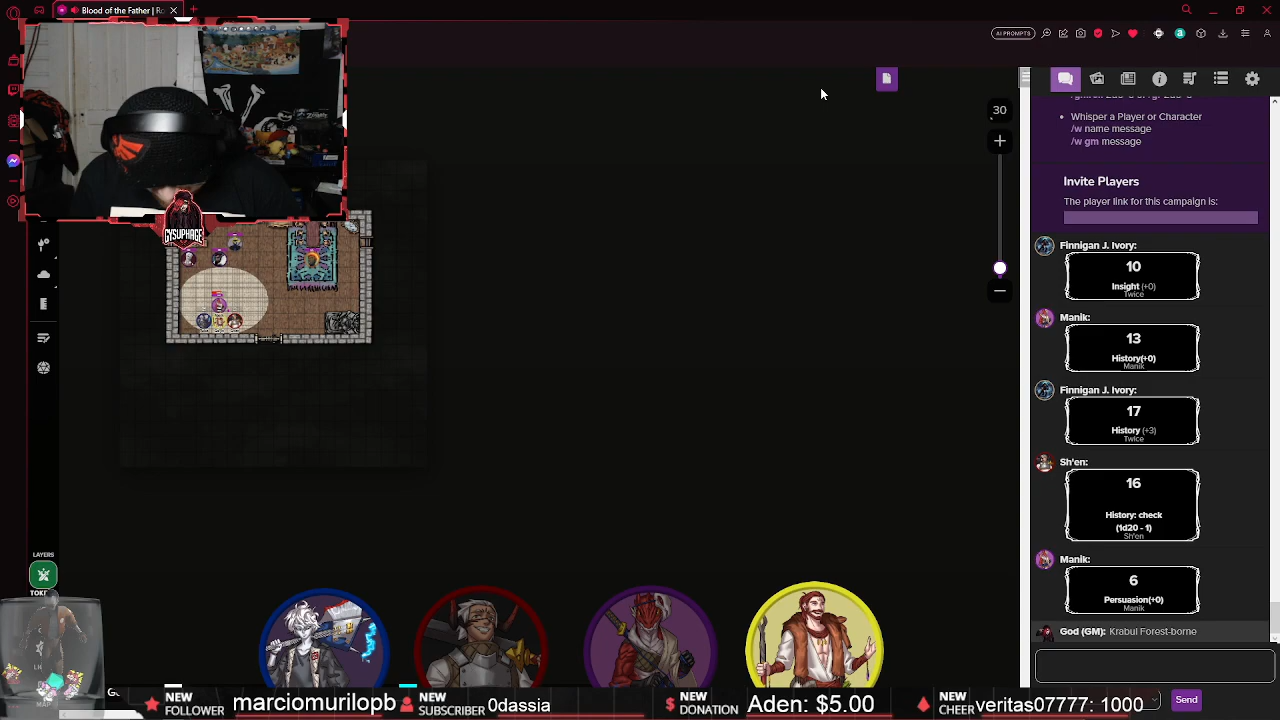 Blood of the Father | Ro
AI PROMPTS
30
Whisper a Player or Character
/w name message
/w gm message
Invite Players
The player link for this campaign is:
Finnigan J. Ivory:
10
Insight (+0)
Twice
Manik:
13
History(+0)
Manik
Finnigan J. Ivory:
17
History (+3)
Twice
Sh'en:
16
History: check
(1d20 - 1)
Sh'en
Manik:
6
Persuasion(+0)
Manik
God (GM): Krabul Forest-borne
Send
GYSUPHAGE
LAYERS
TOK
LH
MAP
NEW
FOLLOWER
marciomurilopb
NEW
SUBSCRIBER
0dassia
NEW
DONATION
Aden: $5.00
NEW
CHEER
veritas07777: 1000